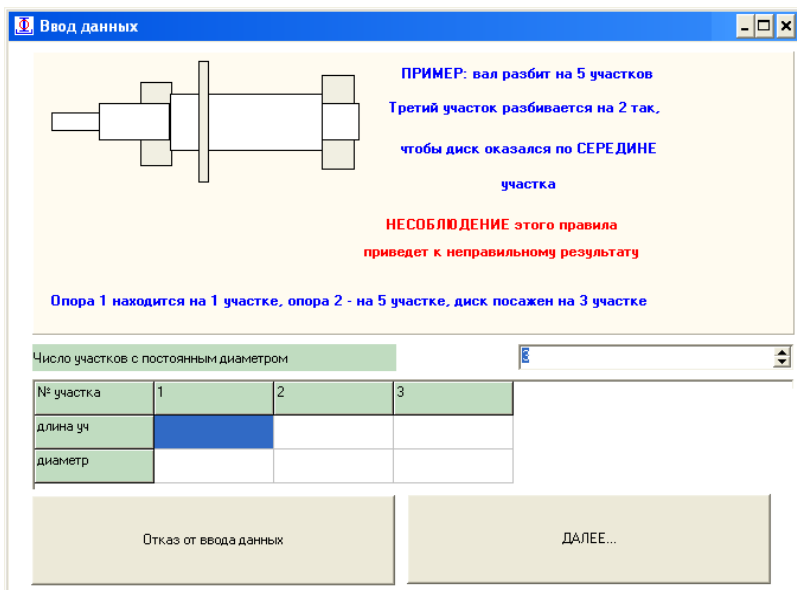 Ввод данных
ПРИМЕР: вал разбит на 5 участков
Третий участок разбивается на 2 так,
чтобы диск оказался по СЕРЕДИНЕ
участка
НЕСОБЛЮДЕНИЕ этого правила
приведет к неправильному результату
Опора 1 находится на 1 участке, опора 2 - на 5 участке, диск посажен на 3 участке
Число участков с постоянным диаметром 3
№ участка 1 2 3
длина уч
диаметр
Отказ от ввода данных
ДАЛЕЕ...